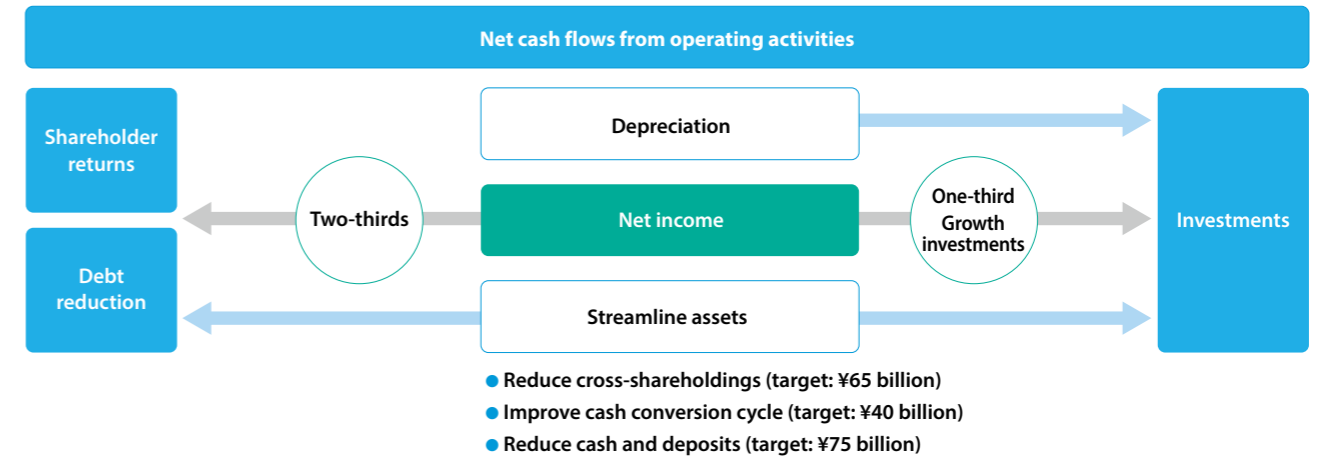 Net cash flows from operating activities
Shareholder
returns
Debt
reduction
Two-thirds
Depreciation
Net income
Streamline assets
One-third
Growth
investments
Investments
● Reduce cross-shareholdings (target: ¥65 billion)
● Improve cash conversion cycle (target: ¥40 billion)
● Reduce cash and deposits (target: ¥75 billion)